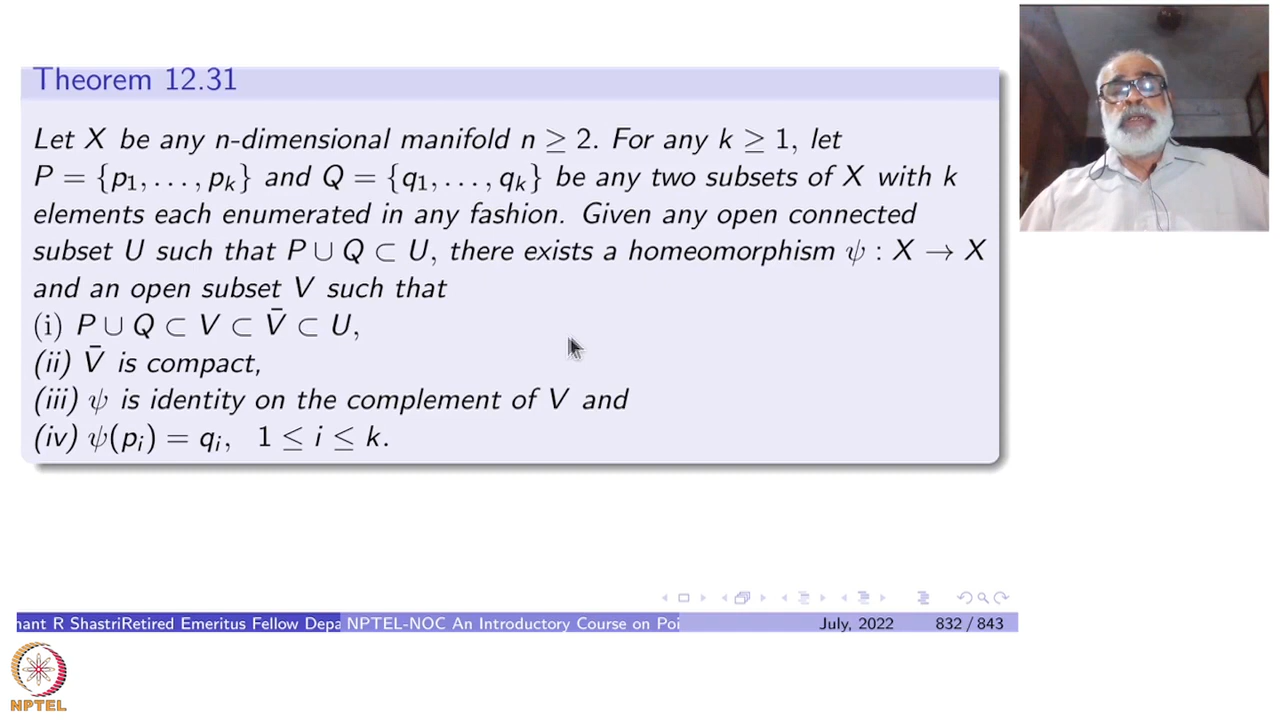 Theorem 12.31
Let X be any n-dimensional manifold n ≥ 2. For any k ≥ 1, let
P = {p₁, . . . , pₖ} and Q = {q₁, . . . , qₖ} be any two subsets of X with k
elements each enumerated in any fashion. Given any open connected
subset U such that P ∪ Q ⊂ U, there exists a homeomorphism ψ : X → X
and an open subset V such that
(i) P ∪ Q ⊂ V ⊂ V̄ ⊂ U,
(ii) V̄ is compact,
(iii) ψ is identity on the complement of V and
(iv) ψ(pᵢ) = qᵢ, 1 ≤ i ≤ k.
nant R ShastriRetired Emeritus Fellow Depa NPTEL-NOC An Introductory Course on Poi July, 2022 832 / 843
NPTEL